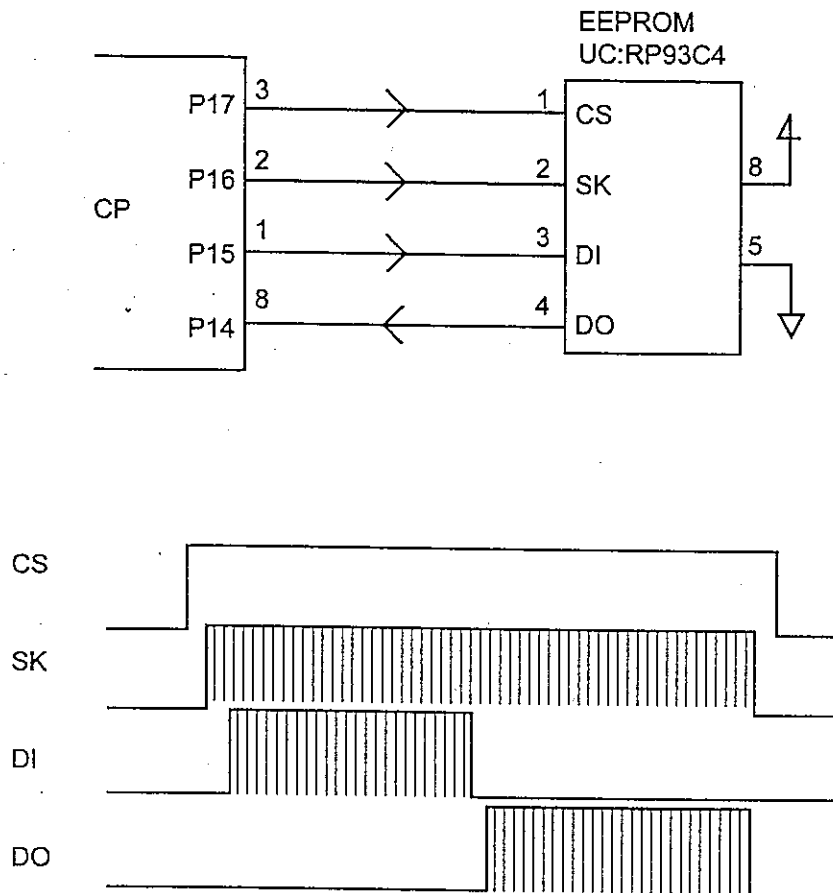 EEPROM
UC:RP93C4
P17 3 1 CS
P16 2 2 SK 8
CP
P15 1 3 DI 5
P14 8 4 DO
CS
SK
DI
DO